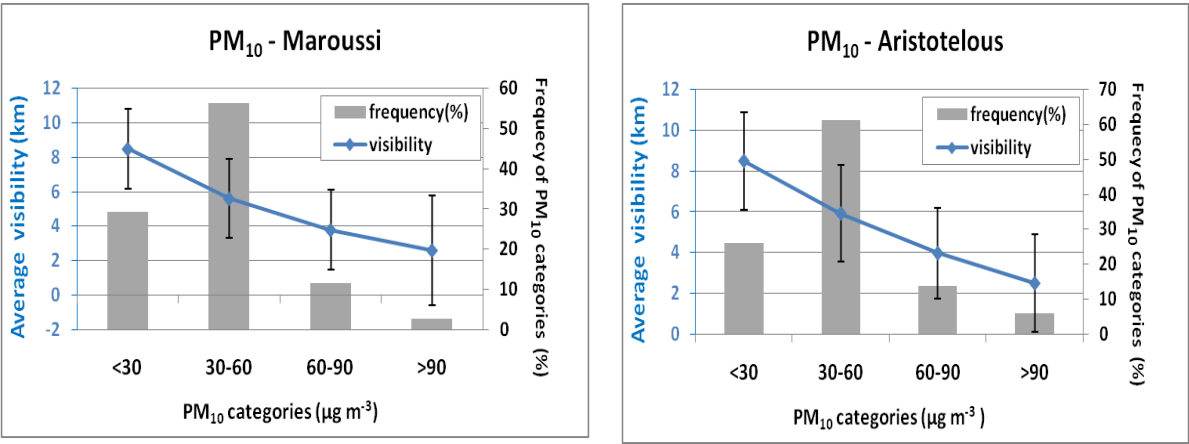 PM10 - Maroussi
Average visibility (km)
12
10
8
6
4
2
0
-2
60
50
40
30
20
10
0
Frequecy of PM10 categories (%)
frequency(%)
visibility
<30 30-60 60-90 >90
PM10 categories (μg m-3)
PM10 - Aristotelous
Average visibility (km)
12
10
8
6
4
2
0
70
60
50
40
30
20
10
0
Frequecy of PM10 categories (%)
frequency(%)
visibility
<30 30-60 60-90 >90
PM10 categories (μg m-3 )